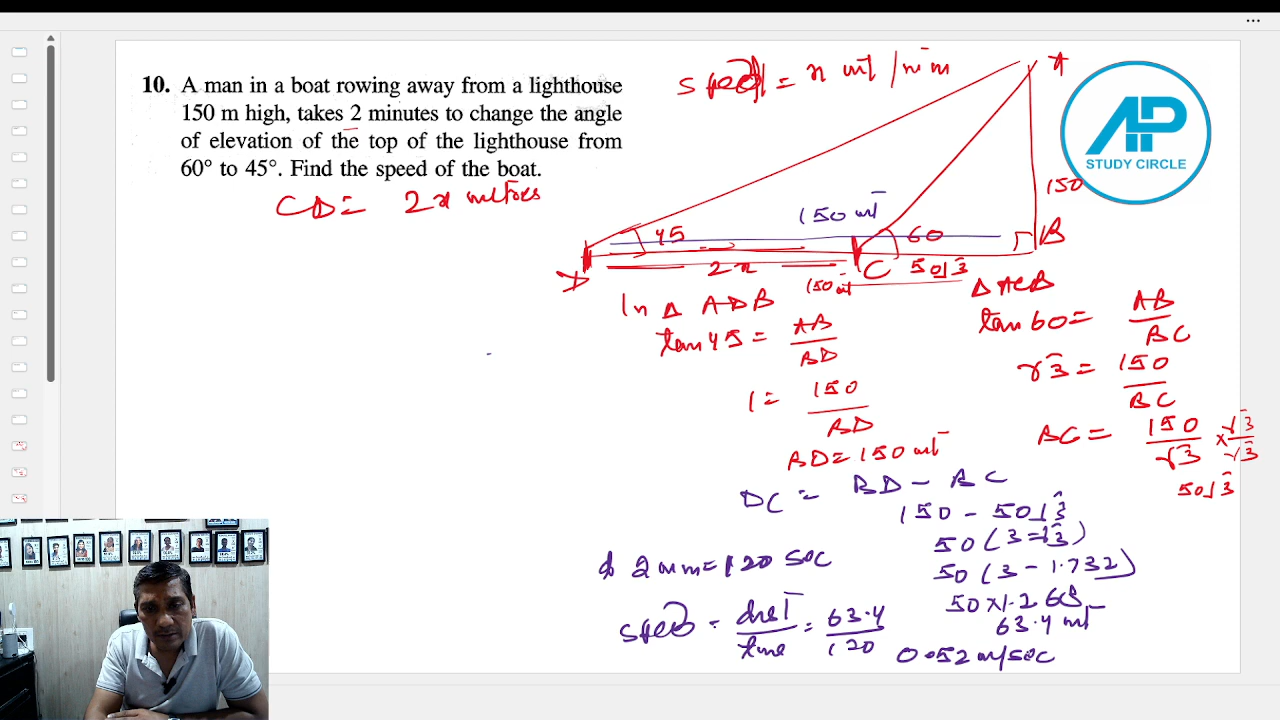 10. A man in a boat rowing away from a lighthouse
150 m high, takes 2 minutes to change the angle
of elevation of the top of the lighthouse from
60° to 45°. Find the speed of the boat.
CD = 2x metres
speed = x mt / min
A
AP
STUDY CIRCLE
150
150 mt
45
60
B
D
2x
C
50√3
150 mt
In Δ ADB
tan 45 = AB / BD
1 = 150 / BD
BD = 150 mt
Δ ACB
tan 60 = AB / BC
√3 = 150 / BC
BC = 150 / √3 × √3 / √3
50√3
DC = BD - BC
150 - 50√3
50 (3 - √3)
50 (3 - 1.732)
50 × 1.268
63.4 mt
2 min = 120 sec
speed = dist / time = 63.4 / 120
0.52 m/sec